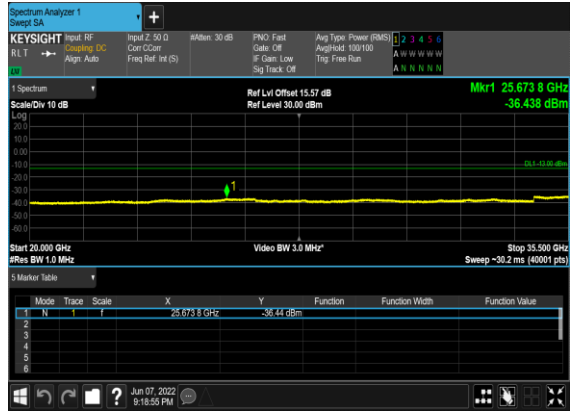 Spectrum Analyzer 1
Swept SA
+
KEYSIGHT Input: RF Input Z: 50 Ω #Atten: 30 dB PNO: Fast Avg Type: Power (RMS) 1 2 3 4 5 6
RLT Coupling: DC Corr CCorr Gate: Off Avg|Hold: 100/100 A W W W W W
Align: Auto Freq Ref: Int (S) IF Gain: Low Trig: Free Run
Sig Track: Off A N N N N N
1 Spectrum Ref Lvl Offset 15.57 dB Mkr1 25.673 8 GHz
Scale/Div 10 dB Ref Level 30.00 dBm -36.438 dBm
Log
20.0
10.0
0.00
-10.0 DL1 -13.00 dBm
-20.0
-30.0 1
-40.0
-50.0
-60.0
Start 20.000 GHz Video BW 3.0 MHz* Stop 35.500 GHz
#Res BW 1.0 MHz Sweep ~30.2 ms (40001 pts)
5 Marker Table
Mode Trace Scale X Y Function Function Width Function Value
1 N 1 f 25.673 8 GHz -36.44 dBm
2
3
4
5
6
? Jun 07, 2022
9:18:55 PM